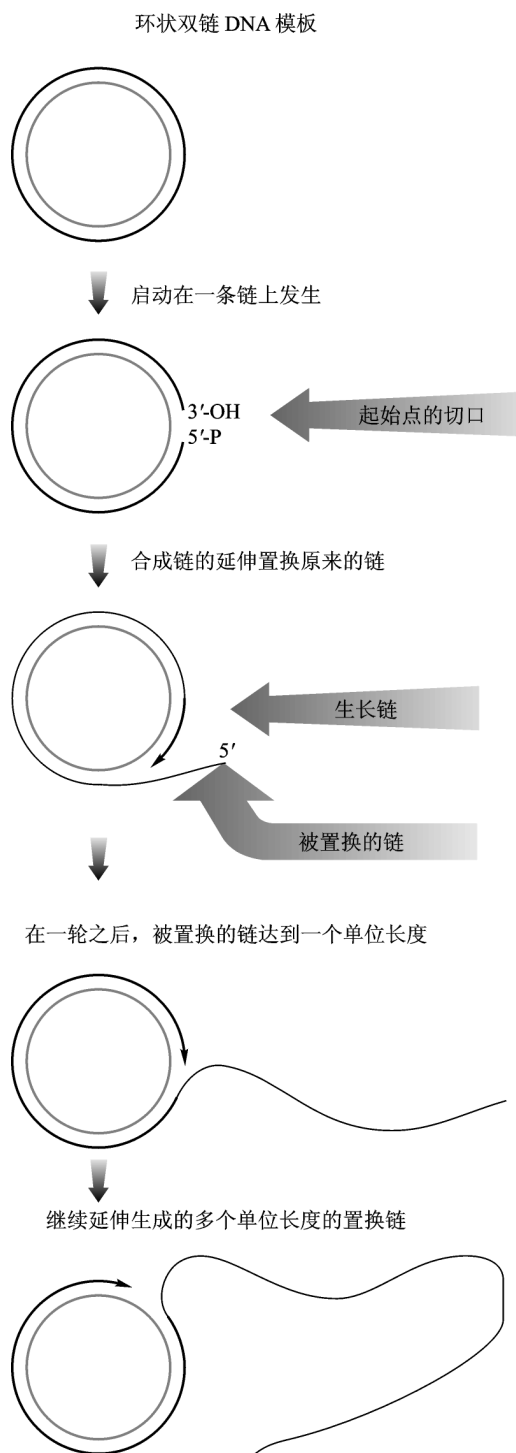 环状双链 DNA 模板
启动在一条链上发生
3′-OH
5′-P
起始点的切口
合成链的延伸置换原来的链
生长链
5′
被置换的链
在一轮之后，被置换的链达到一个单位长度
继续延伸生成的多个单位长度的置换链